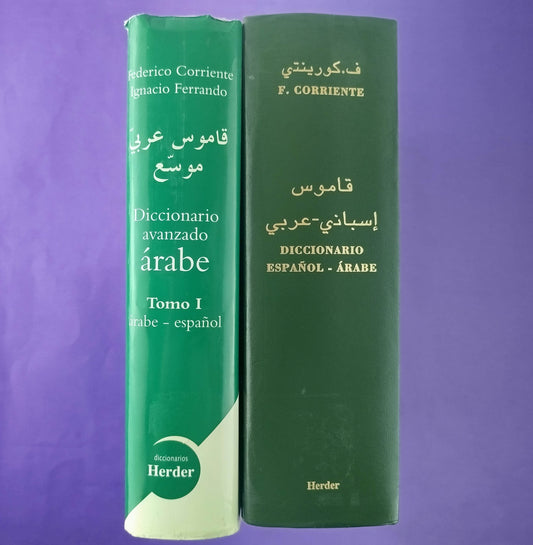 Federico Corriente
Ignacio Ferrando
قاموس عربيّ
موسّع
Diccionario
avanzado
árabe
Tomo I
árabe - español
diccionarios
Herder
ف. كورينتي
F. CORRIENTE
قاموس
إسباني-عربي
DICCIONARIO
ESPAÑOL - ÁRABE
Herder